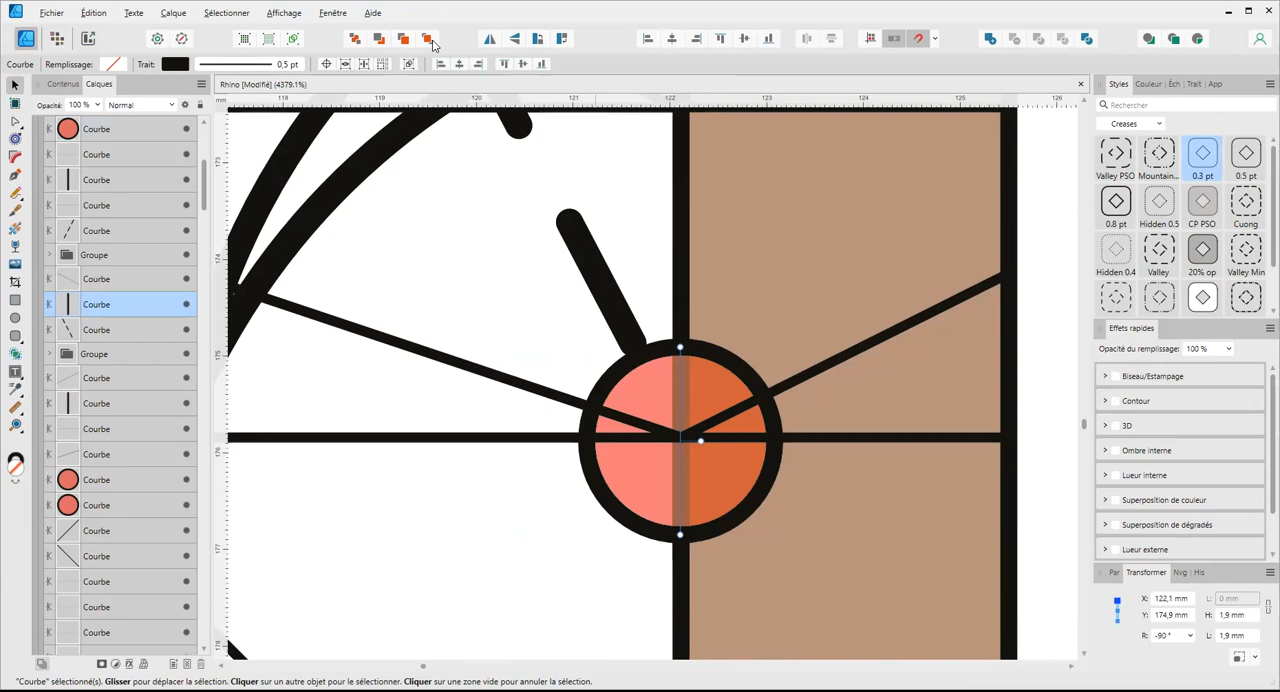 Fichier Édition Texte Calque Sélectionner Affichage Fenêtre Aide
Courbe Remplissage: Trait: 0,5 pt
Contenus Calques
Opacité: 100 % Normal
Courbe
Courbe
Courbe
Courbe
Courbe
Groupe
Courbe
Courbe
Courbe
Groupe
Courbe
Courbe
Courbe
Courbe
Courbe
Courbe
Courbe
Courbe
Courbe
Courbe
Courbe
Rhino [Modifié] (4379.1%)
mm 118 119 120 121 122 123 124 125 126
173
174
175
176
177
178
Styles Couleur Éch Trait App
Rechercher
Creases
Valley PSO Mountain... 0.3 pt 0.5 pt
0.8 pt Hidden 0.5 CP PSO Cuong
Hidden 0.4 Valley 20% op Valley Min
Effets rapides
Opacité du remplissage: 100 %
Biseau/Estampage
Contour
3D
Ombre interne
Lueur interne
Superposition de couleur
Superposition de dégradés
Lueur externe
Par Transformer Nvg His
X: 122,1 mm L: 0 mm
Y: 174,9 mm H: 1,9 mm
R: -90 ° L: 1,9 mm
"Courbe" sélectionné(s). Glisser pour déplacer la sélection. Cliquer sur un autre objet pour le sélectionner. Cliquer sur une zone vide pour annuler la sélection.